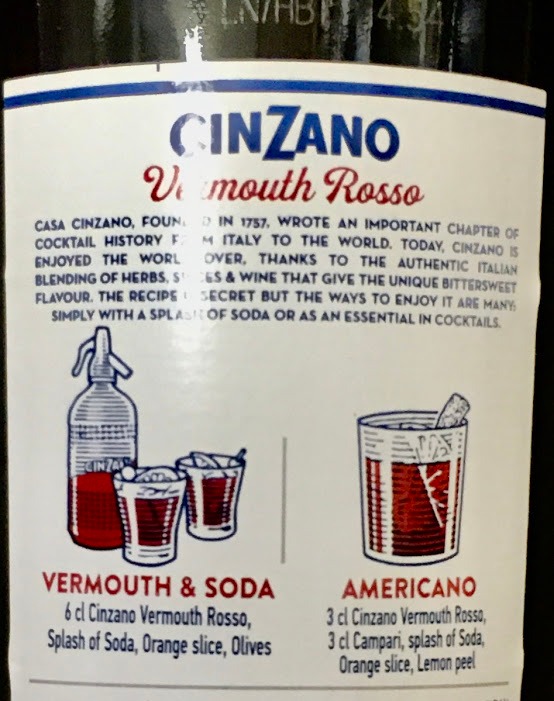 LN/HB
CINZANO
Vermouth Rosso
CASA CINZANO, IN 1757, WROTE AN IMPORTANT CHAPTER OF
COCKTAIL HISTORY ITALY TO THE WORLD. TODAY, CINZANO IS
ENJOYED THE WORLD OVER, THANKS TO THE AUTHENTIC ITALIAN
BLENDING OF HERBS, & WINE THAT GIVE THE UNIQUE BITTERSWEET
FLAVOUR. THE RECIPE SECRET BUT THE WAYS TO ENJOY IT ARE MANY:
SIMPLY WITH A SPLASH OF SODA OR AS AN ESSENTIAL IN COCKTAILS.
CINZANO
VERMOUTH & SODA
6 cl Cinzano Vermouth Rosso,
Splash of Soda, Orange slice, Olives
AMERICANO
3 cl Cinzano Vermouth Rosso,
3 cl Campari, splash of Soda,
Orange slice, Lemon peel